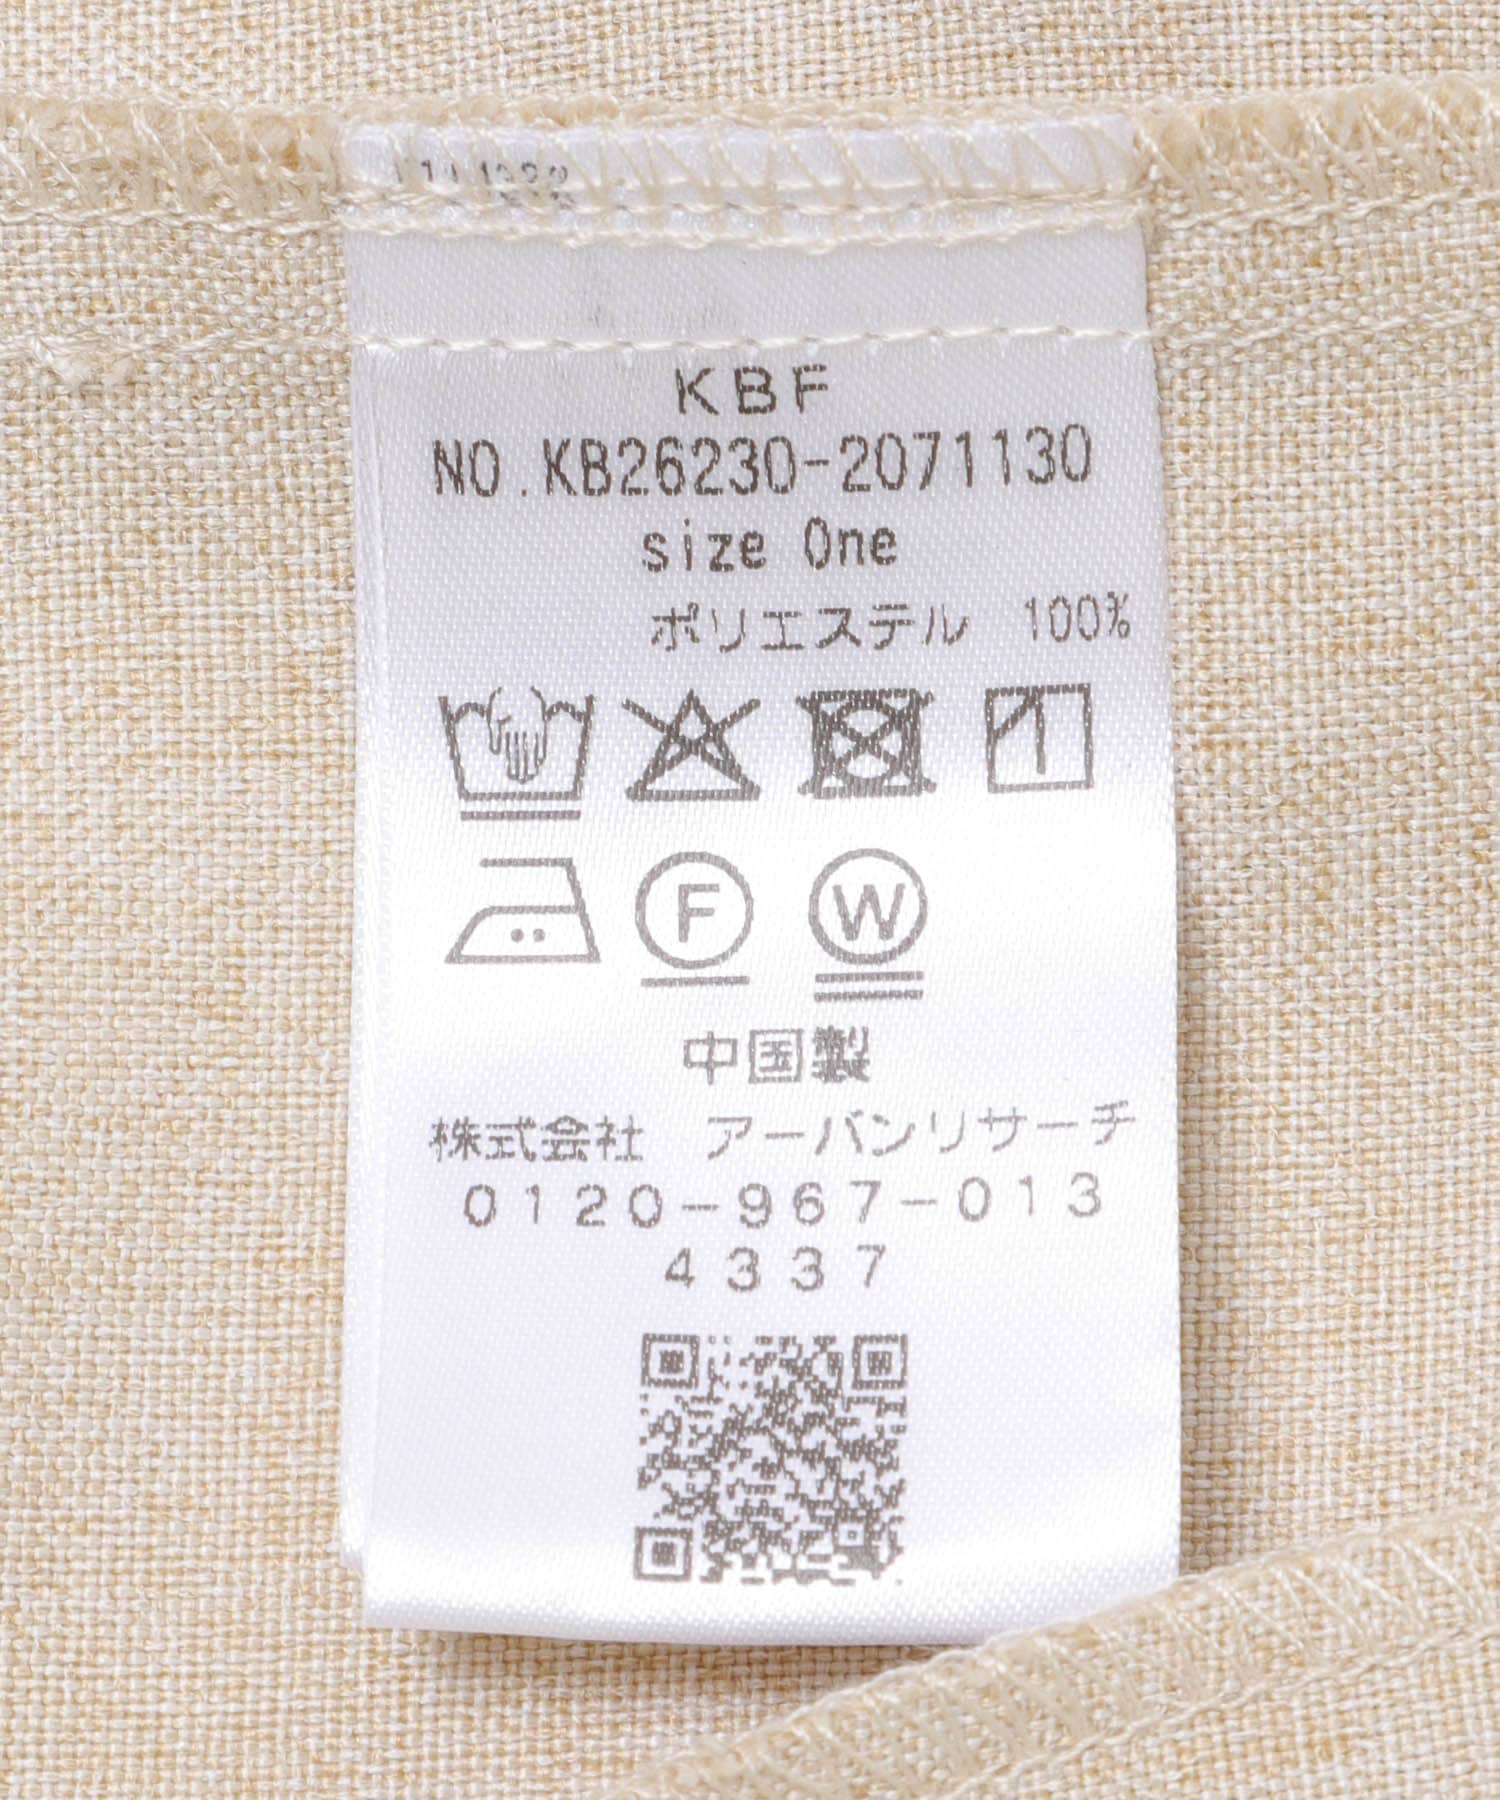 KBF
NO.KB26230-2071130
size One
ポリエステル 100%
F W
中国製
株式会社 アーバンリサーチ
0120-967-013
4337